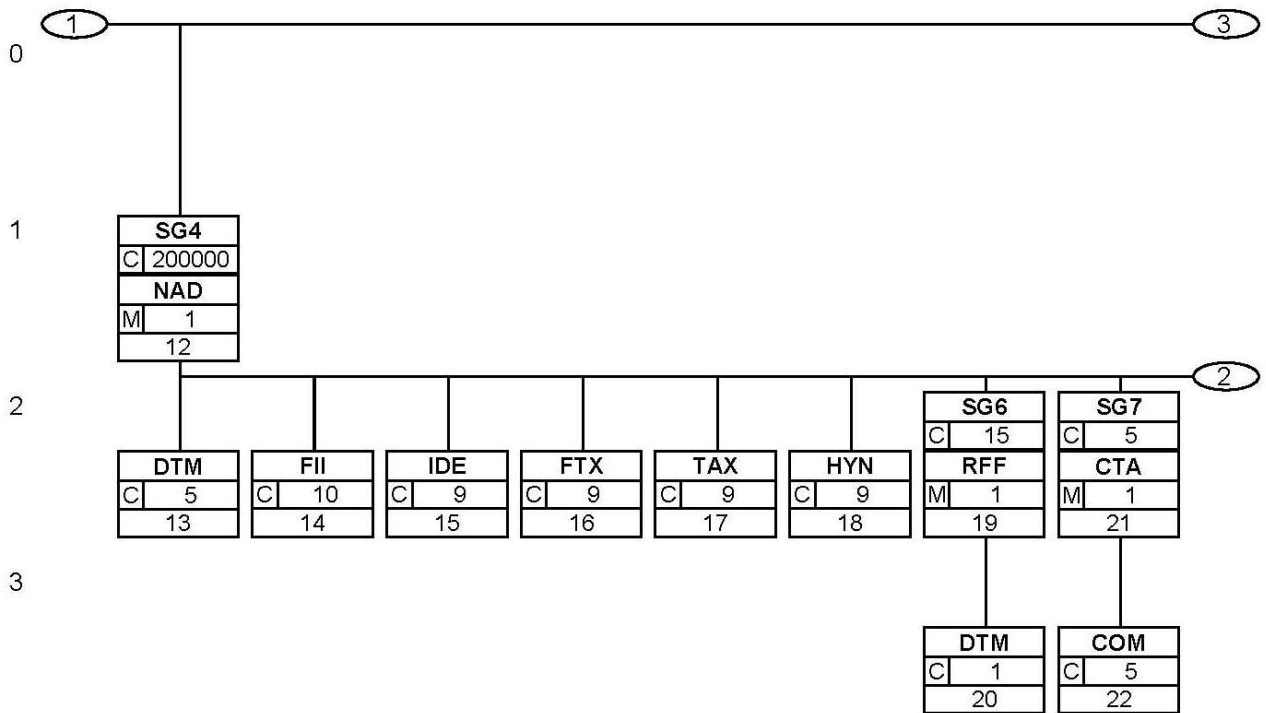 1 3
0
1
SG4
C 200000
NAD
M 1
12
2
2
SG6 SG7
C 15 C 5
DTM FII IDE FTX TAX HYN RFF CTA
C 5 C 10 C 9 C 9 C 9 C 9 M 1 M 1
13 14 15 16 17 18 19 21
3
DTM COM
C 1 C 5
20 22